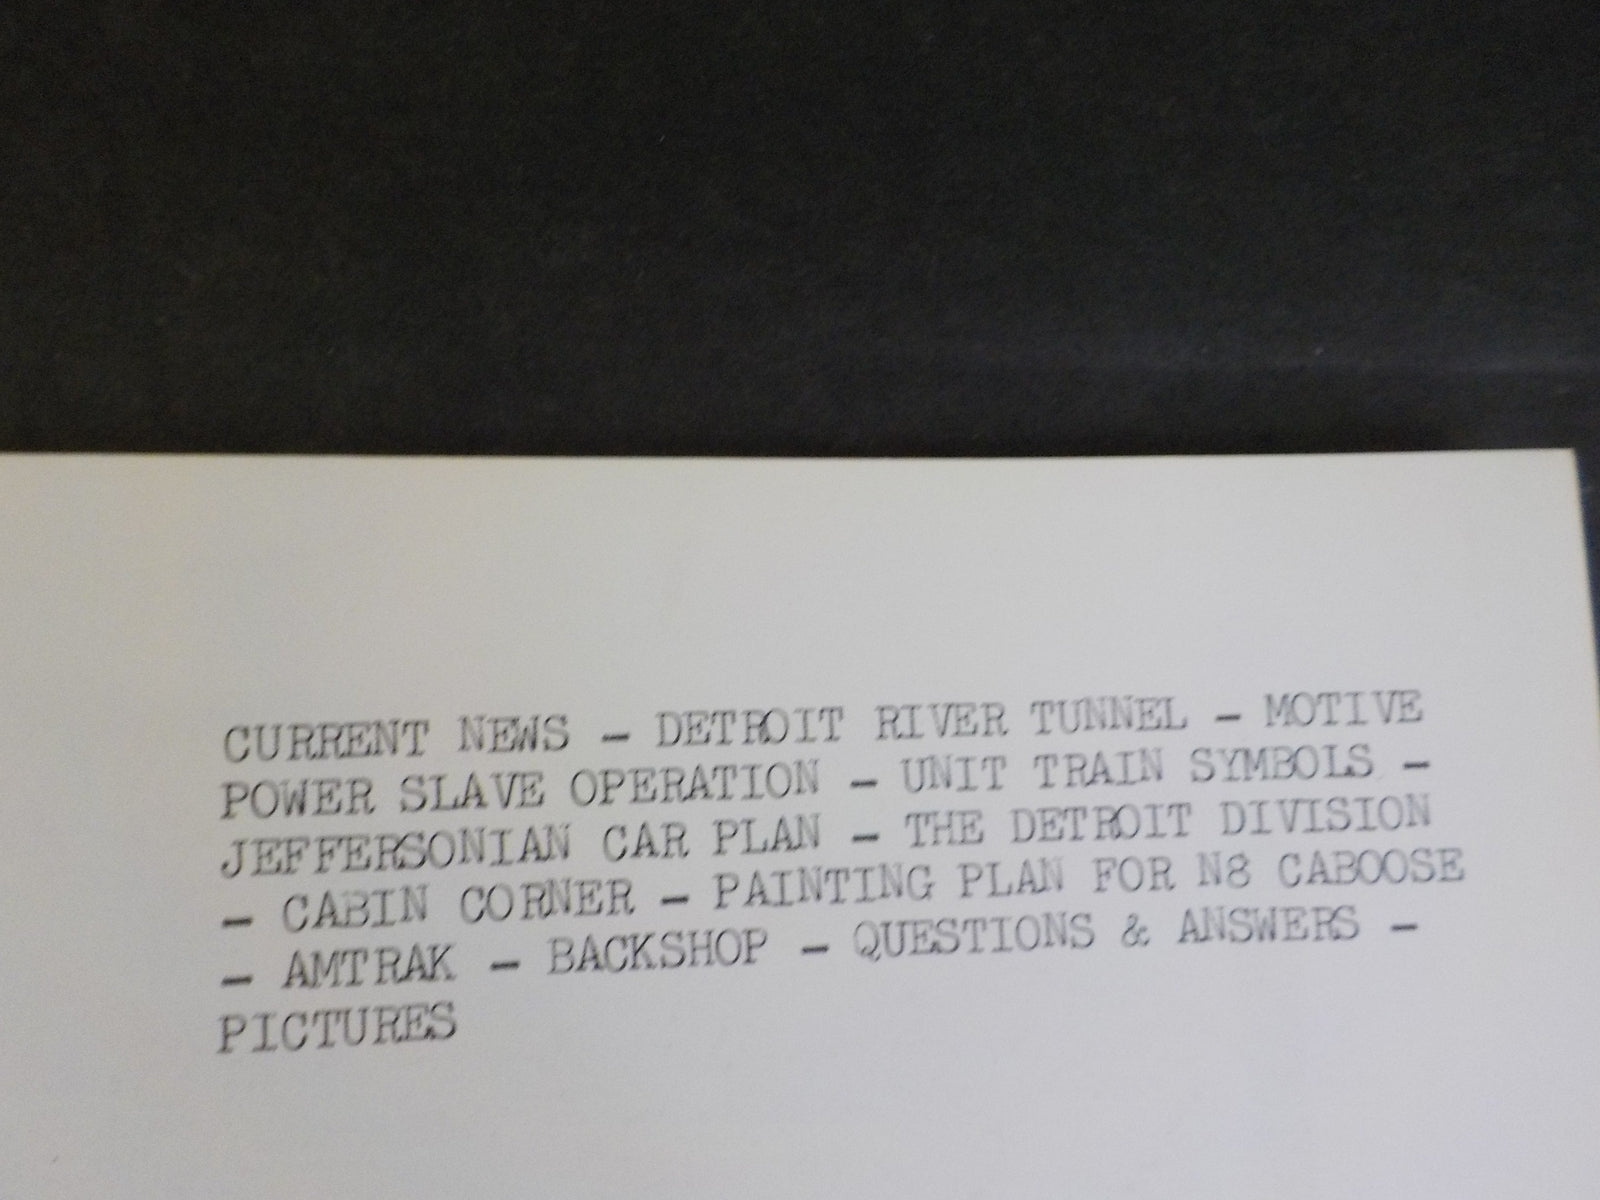 CURRENT NEWS - DETROIT RIVER TUNNEL - MOTIVE
POWER SLAVE OPERATION - UNIT TRAIN SYMBOLS -
JEFFERSONIAN CAR PLAN - THE DETROIT DIVISION
- CABIN CORNER - PAINTING PLAN FOR N8 CABOOSE
- AMTRAK - BACKSHOP - QUESTIONS & ANSWERS -
PICTURES